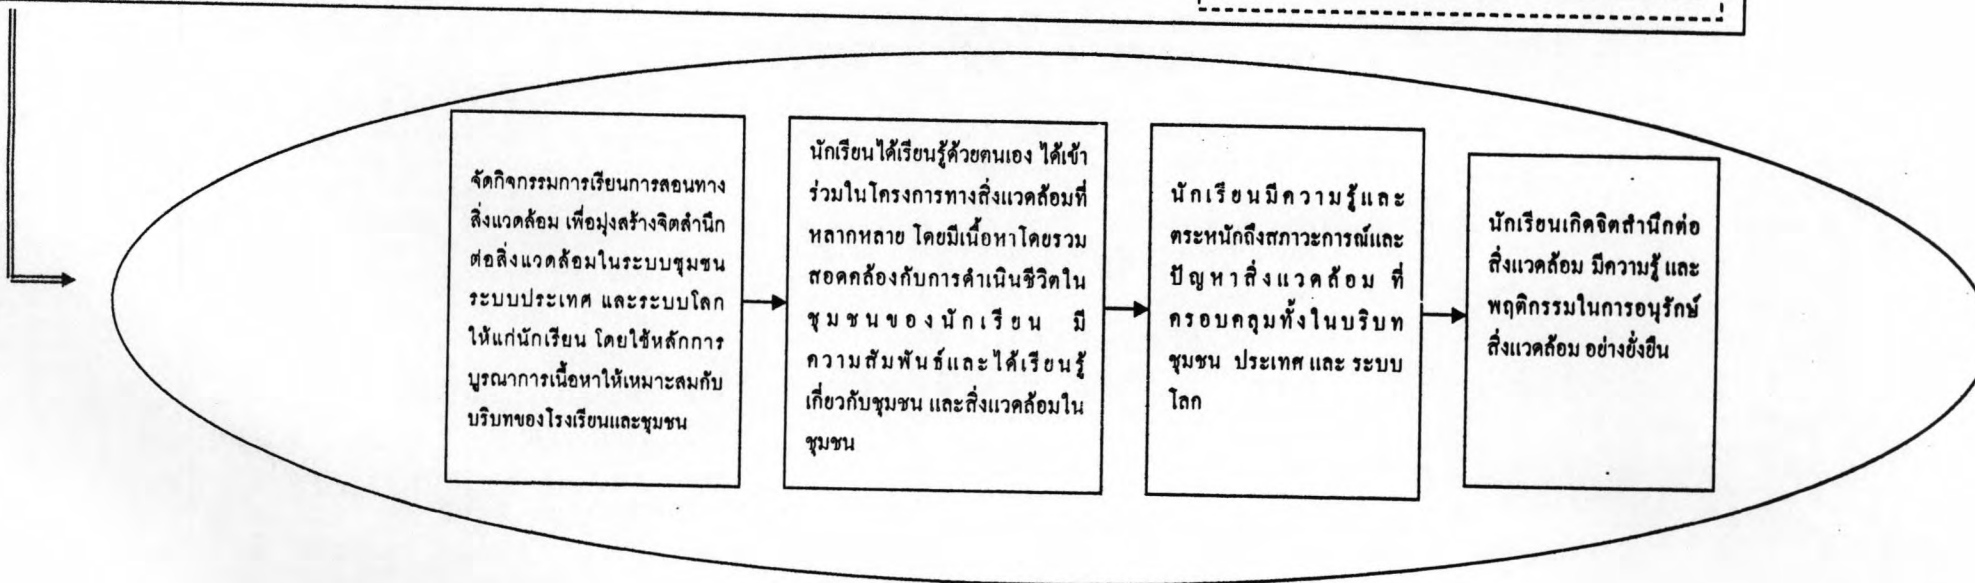 จัดกิจกรรมการเรียนการสอนทาง
สิ่งแวดล้อม เพื่อมุ่งสร้างจิตสำนึก
ต่อสิ่งแวดล้อมในระบบชุมชน
ระบบประเทศ และระบบโลก
ให้แก่นักเรียน โดยใช้หลักการ
บูรณาการเนื้อหาให้เหมาะสมกับ
บริบทของโรงเรียนและชุมชน
นักเรียนได้เรียนรู้ด้วยตนเอง ได้เข้า
ร่วมในโครงการทางสิ่งแวดล้อมที่
หลากหลาย โดยมีเนื้อหาโดยรวม
สอดคล้องกับการดำเนินชีวิตใน
ชุมชนของนักเรียน มี
ความสัมพันธ์และได้เรียนรู้
เกี่ยวกับชุมชน และสิ่งแวดล้อมใน
ชุมชน
นักเรียนมีความรู้และ
ตระหนักถึงสภาวะการณ์และ
ปัญหาสิ่งแวดล้อม ที่
ครอบคลุมทั้งในบริบท
ชุมชน ประเทศ และ ระบบ
โลก
นักเรียนเกิดจิตสำนึกต่อ
สิ่งแวดล้อม มีความรู้ และ
พฤติกรรมในการอนุรักษ์
สิ่งแวดล้อม อย่างยั่งยืน